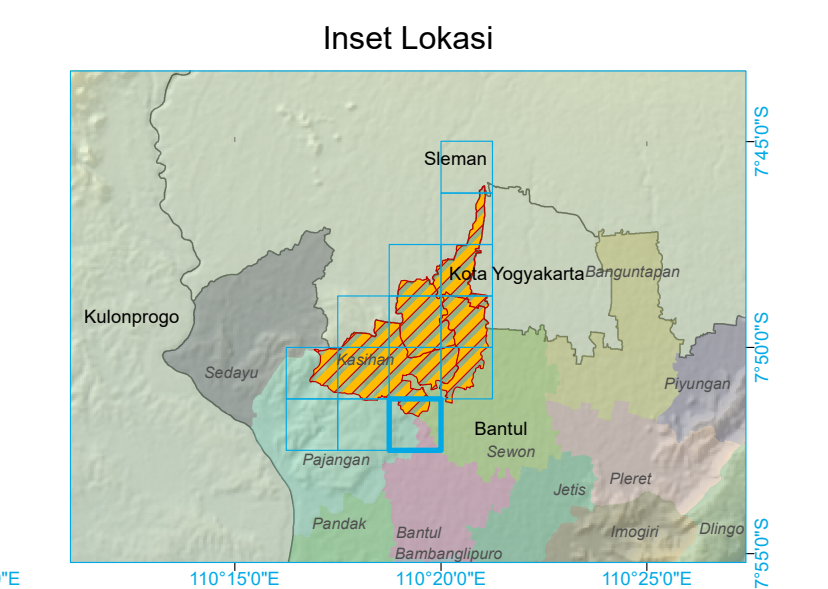 Inset Lokasi
7°45'0"S
Sleman
Kota Yogyakarta
Banguntapan
Kulonprogo
7°50'0"S
Kasihan
Sedayu
Piyungan
Bantul
Sewon
Pajangan
Pleret
Jetis
Pandak
Bantul
Imogiri
Dlingo
Bambanglipuro
7°55'0"S
"E
110°15'0"E
110°20'0"E
110°25'0"E